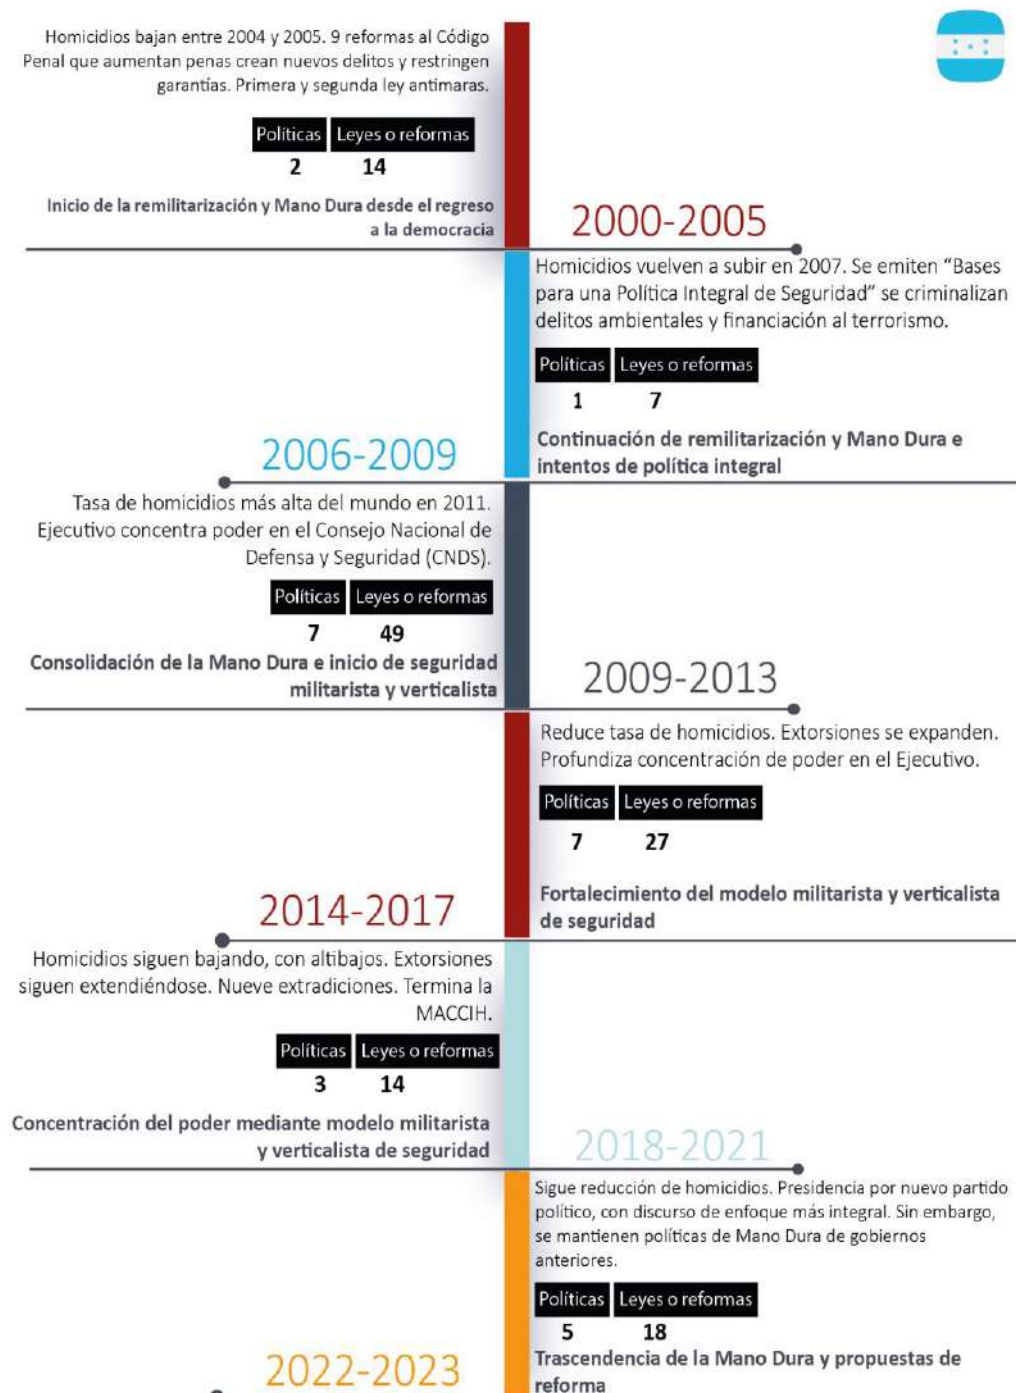 Homicidios bajan entre 2004 y 2005. 9 reformas al Código
Penal que aumentan penas crean nuevos delitos y restringen
garantías. Primera y segunda ley antimaras.
Políticas Leyes o reformas
2 14
Inicio de la remilitarización y Mano Dura desde el regreso
a la democracia
2000-2005
Homicidios vuelven a subir en 2007. Se emiten “Bases
para una Política Integral de Seguridad” se criminalizan
delitos ambientales y financiación al terrorismo.
Políticas Leyes o reformas
1 7
Continuación de remilitarización y Mano Dura e
intentos de política integral
2006-2009
Tasa de homicidios más alta del mundo en 2011.
Ejecutivo concentra poder en el Consejo Nacional de
Defensa y Seguridad (CNDS).
Políticas Leyes o reformas
7 49
Consolidación de la Mano Dura e inicio de seguridad
militarista y verticalista
2009-2013
Reduce tasa de homicidios. Extorsiones se expanden.
Profundiza concentración de poder en el Ejecutivo.
Políticas Leyes o reformas
7 27
Fortalecimiento del modelo militarista y verticalista
de seguridad
2014-2017
Homicidios siguen bajando, con altibajos. Extorsiones
siguen extendiéndose. Nueve extradiciones. Termina la
MACCIH.
Políticas Leyes o reformas
3 14
Concentración del poder mediante modelo militarista
y verticalista de seguridad
2018-2021
Sigue reducción de homicidios. Presidencia por nuevo partido
político, con discurso de enfoque más integral. Sin embargo,
se mantienen políticas de Mano Dura de gobiernos
anteriores.
Políticas Leyes o reformas
5 18
Trascendencia de la Mano Dura y propuestas de
reforma
2022-2023